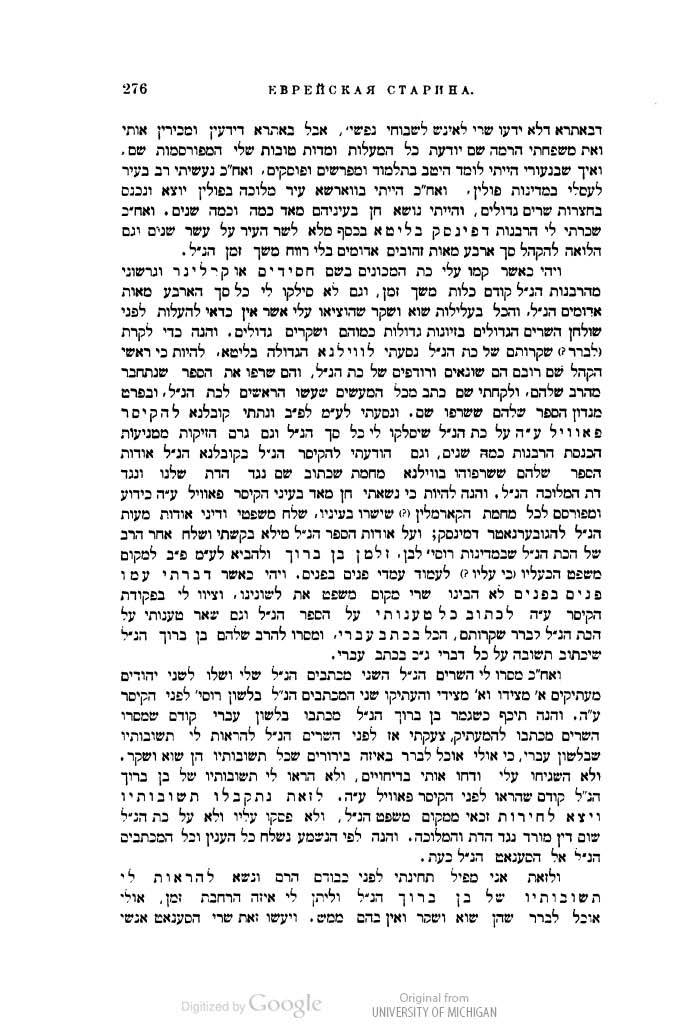 276 ЕВРЕЙСКАЯ СТАРИНА.
דבאתרא דלא ידעו שרי לאינש לשבוחי נפשי׳, אבל באתרא דידעין ומכירין אותי
ואת משפחתי הרמה שם יודעת כל המעלות ומדות טובות שלי המפורסמות שם.
ואיך שבנעורי הייתי לומד היטב בתלמוד ומפרשים ופוסקים, ואח״כ נעשיתי רב בעיר
לעסלי במדינות פולין, ואח״כ הייתי בווארשא עיר מלוכה בפולין יוצא ונכנס
בחצרות שרים גדולים, והייתי נושא חן בעיניהם מאד כמה וכמה שנים. ואח״כ
שכרתי לי הרבנות דפינסק בליטא בכסף מלא לשר העיר על עשר שנים וגם
הלואה להקהל סך ארבע מאות זהובים אדומים בלי רווח משך זמן הנ״ל.
ויהי כאשר קמו עלי כת המכונים בשם חסידים או קרלינר וגרשוני
מהרבנות הנ״ל קודם כלות משך זמן, וגם לא סילקו לי כל סך הארבע מאות
אדומים הנ״ל, והכל בעלילות שוא ושקר שהוציאו עלי אשר אין כדאי להעלות לפני
שולחן השרים הגדולים בזיונות גדולות כמוהם ושקרים גדולים. והנה כדי לקרת
(לברר?) שקרותם של כת הנ״ל נסעתי לווילנא הגדולה בליטא, להיות כי ראשי
הקהל שם רובם הם שונאים ורודפים של כת הנ״ל, והם שרפו את הספר שנתחבר
מהרב שלהם, ולקחתי שם כתב מכל המעשים שעשו הראשים לכת הנ״ל, ובפרט
מנדון הספר שלהם ששרפו שם. ונסעתי לע״מ לפ״ב ונתתי קובלנא להקיסר
פאוויל ע״ה על כת הנ״ל שיסלקו לי כל סך הנ״ל וגם גרם הזיקות ממניעות
הכנסת הרבנות כמה שנים, וגם הודעתי להקיסר הנ״ל בקובלנא הנ״ל אודות
הספר שלהם ששרפוהו בווילנא מחמת שכתוב שם נגד הדת שלנו ונגד
דת המלוכה הנ״ל. והנה להיות כי נשאתי חן מאד בעיני הקיסר פאוויל ע״ה כידוע
ומפורסם לכל מחמת הקארמלין (?) שישרו בעיניו, שלח משפטי ודיני אודות מעות
הנ״ל להגובערנאטר דמינסק; ועל אודות הספר הנ״ל מילא בקשתי ושלח אחר הרב
של הכת הנ״ל שבמדינות רוסי׳ לבן, זלמן בן ברוך ולהביא לע״מ פ״ב למקום
משפט הבעליו (כי עליו?) לעמוד עמדי פנים בפנים. ויהי כאשר דברתי עמו
פנים בפנים לא הבינו שרי מקום משפט את לשונינו, וציוו לי בפקודת
הקיסר ע״ה לכתוב כל טענותי על הספר הנ״ל וגם שאר טענותי על
הכת הנ״ל לברר שקרותם, הכל בכתב עברי, ומסרו להרב שלהם בן ברוך הנ״ל
שיכתוב תשובה על כל דברי ג״כ בכתב עברי.
ואח״כ מסרו לי השרים הנ״ל השני מכתבים הנ״ל שלי ושלו לשני יהודים
מעתיקים א׳ מצידו וא׳ מצידי והעתיקו שני המכתבים הנ״ל בלשון רוסי׳ לפני הקיסר
ע״ה. והנה תיכף כשגמר בן ברוך הנ״ל מכתבו בלשון עברי קודם שמסרו
השרים מכתבו להמעתיק, צעקתי אז לפני השרים הנ״ל להראות לי תשובותיו
שבלשון עברי, כי אולי אוכל לברר באיזה בירורים שכל תשובותיו הן שוא ושקר.
ולא השגיחו עלי ודחו אותי בדיחויים, ולא הראו לי תשובותיו של בן ברוך
הנ״ל קודם שהראו לפני הקיסר פאוויל ע״ה. לזאת נתקבלו תשובותיו
ויצא לחירות זכאי ממקום משפט הנ״ל, ולא פסקו עליו ולא על כת הנ״ל
שום דין מורד נגד הדת והמלוכה. והנה לפי הנשמע נשלח כל הענין וכל המכתבים
הנ״ל אל הסענאט הנ״ל כעת.
ולזאת אני מפיל תחינתי לפני כבודם הרם ונשא להראות לי
תשובותיו של בן ברוך הנ״ל וליתן לי איזה הרחבת זמן, אולי
אוכל לברר שהן שוא ושקר ואין בהם ממש. ויעשו זאת שרי הסענאט אנשי
Digitized by Google
Original from
UNIVERSITY OF MICHIGAN